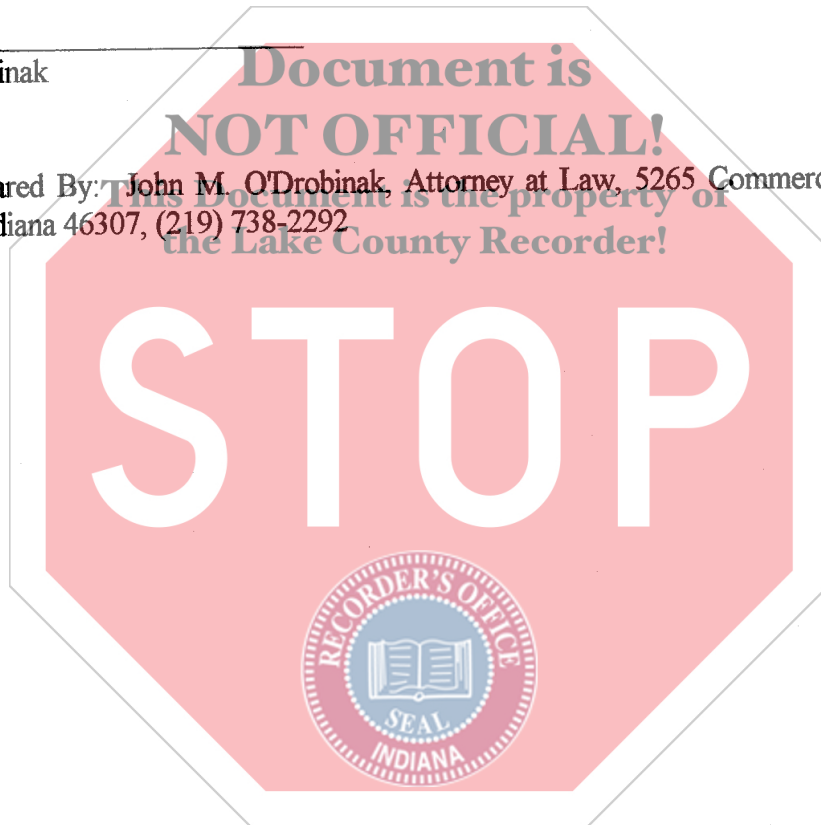 inak
Document is
NOT OFFICIAL!
ared By: John M. O'Drobinak, Attorney at Law, 5265 Commerc
This Document is the property of
diana 46307, (219) 738-2292
the Lake County Recorder!
STOP
RECORDER'S OFFICE
SEAL
INDIANA